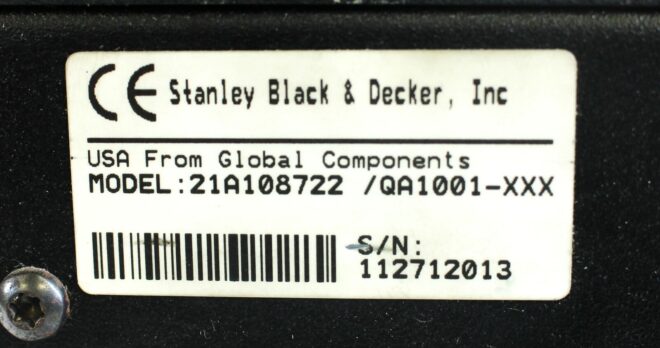 CE Stanley Black & Decker, Inc
USA From Global Components
MODEL:21A108722 /QA1001-XXX
S/N:
112712013